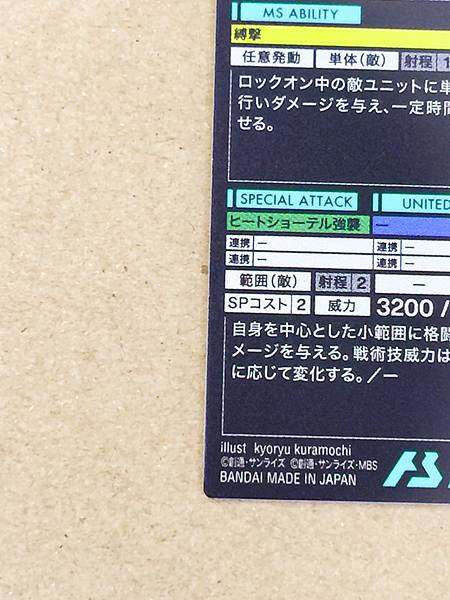 MS ABILITY
縛撃
任意発動 単体(敵) 射程 1
ロックオン中の敵ユニットに単
行いダメージを与え、一定時間
せる。
SPECIAL ATTACK UNITED
ヒートショーテル強襲 ー
連携 ー 連携 ー
連携 ー 連携 ー
範囲(敵) 射程 2 ー
SPコスト 2 威力 3200 /
自身を中心とした小範囲に格闘
メージを与える。戦術技威力は
に応じて変化する。/ー
illust kyoryu kuramochi
©創通・サンライズ ©創通・サンライズ・MBS
BANDAI MADE IN JAPAN